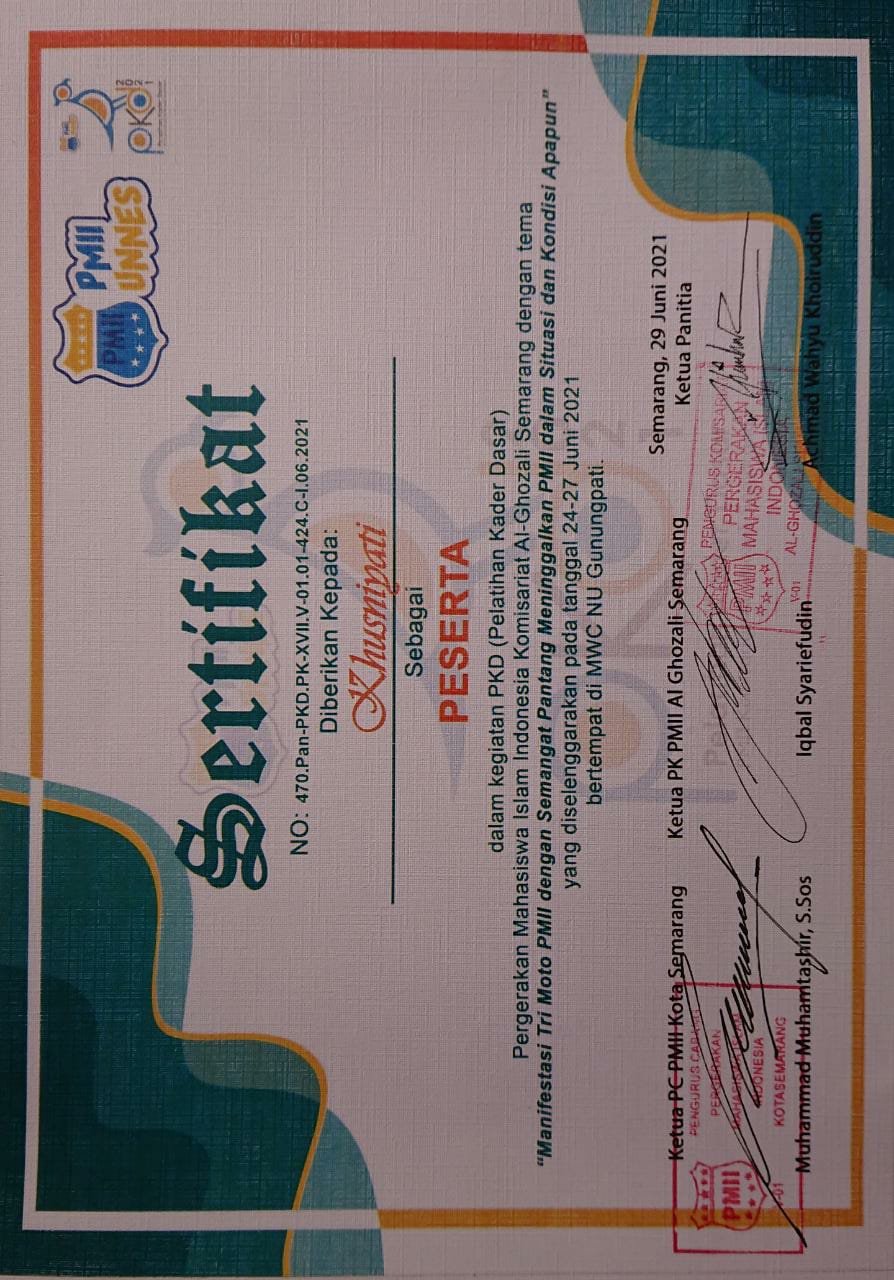 PMII
PMII
UNNES
PKD
2021
Sertifikat
NO: 470.Pan-PKD.PK-XVII.V-01.01-424.C-I.06.2021
Diberikan Kepada:
Khusniyati
Sebagai
PESERTA
dalam kegiatan PKD (Pelatihan Kader Dasar)
Pergerakan Mahasiswa Islam Indonesia Komisariat Al-Ghozali Semarang dengan tema
"Manifestasi Tri Moto PMII dengan Semangat Pantang Meninggalkan PMII dalam Situasi dan Kondisi Apapun"
yang diselenggarakan pada tanggal 24-27 Juni 2021
bertempat di MWC NU Gunungpati.
Semarang, 29 Juni 2021
Ketua PC PMII Kota Semarang
Ketua PK PMII Al Ghozali Semarang
Ketua Panitia
PENGURUS CABANG
PERGERAKAN
MAHASISWA ISLAM
INDONESIA
KOTA SEMARANG
PMII
V-01
PENGURUS KOMISARIAT
PERGERAKAN
MAHASISWA ISLAM
INDONESIA
AL-GHOZALI
PMII
V-01
Muhammad Muhamtashir, S.Sos
Iqbal Syariefudin
Achmad Wahyu Khoiruddin